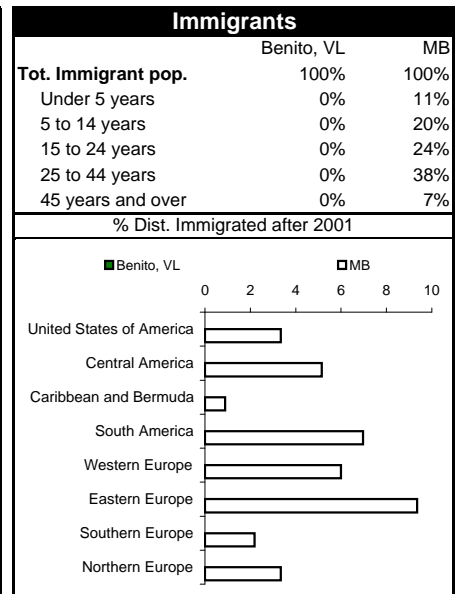 Immigrants
Benito, VL MB
Tot. Immigrant pop. 100% 100%
Under 5 years 0% 11%
5 to 14 years 0% 20%
15 to 24 years 0% 24%
25 to 44 years 0% 38%
45 years and over 0% 7%
% Dist. Immigrated after 2001
Benito, VL MB
0 2 4 6 8 10
United States of America
Central America
Caribbean and Bermuda
South America
Western Europe
Eastern Europe
Southern Europe
Northern Europe